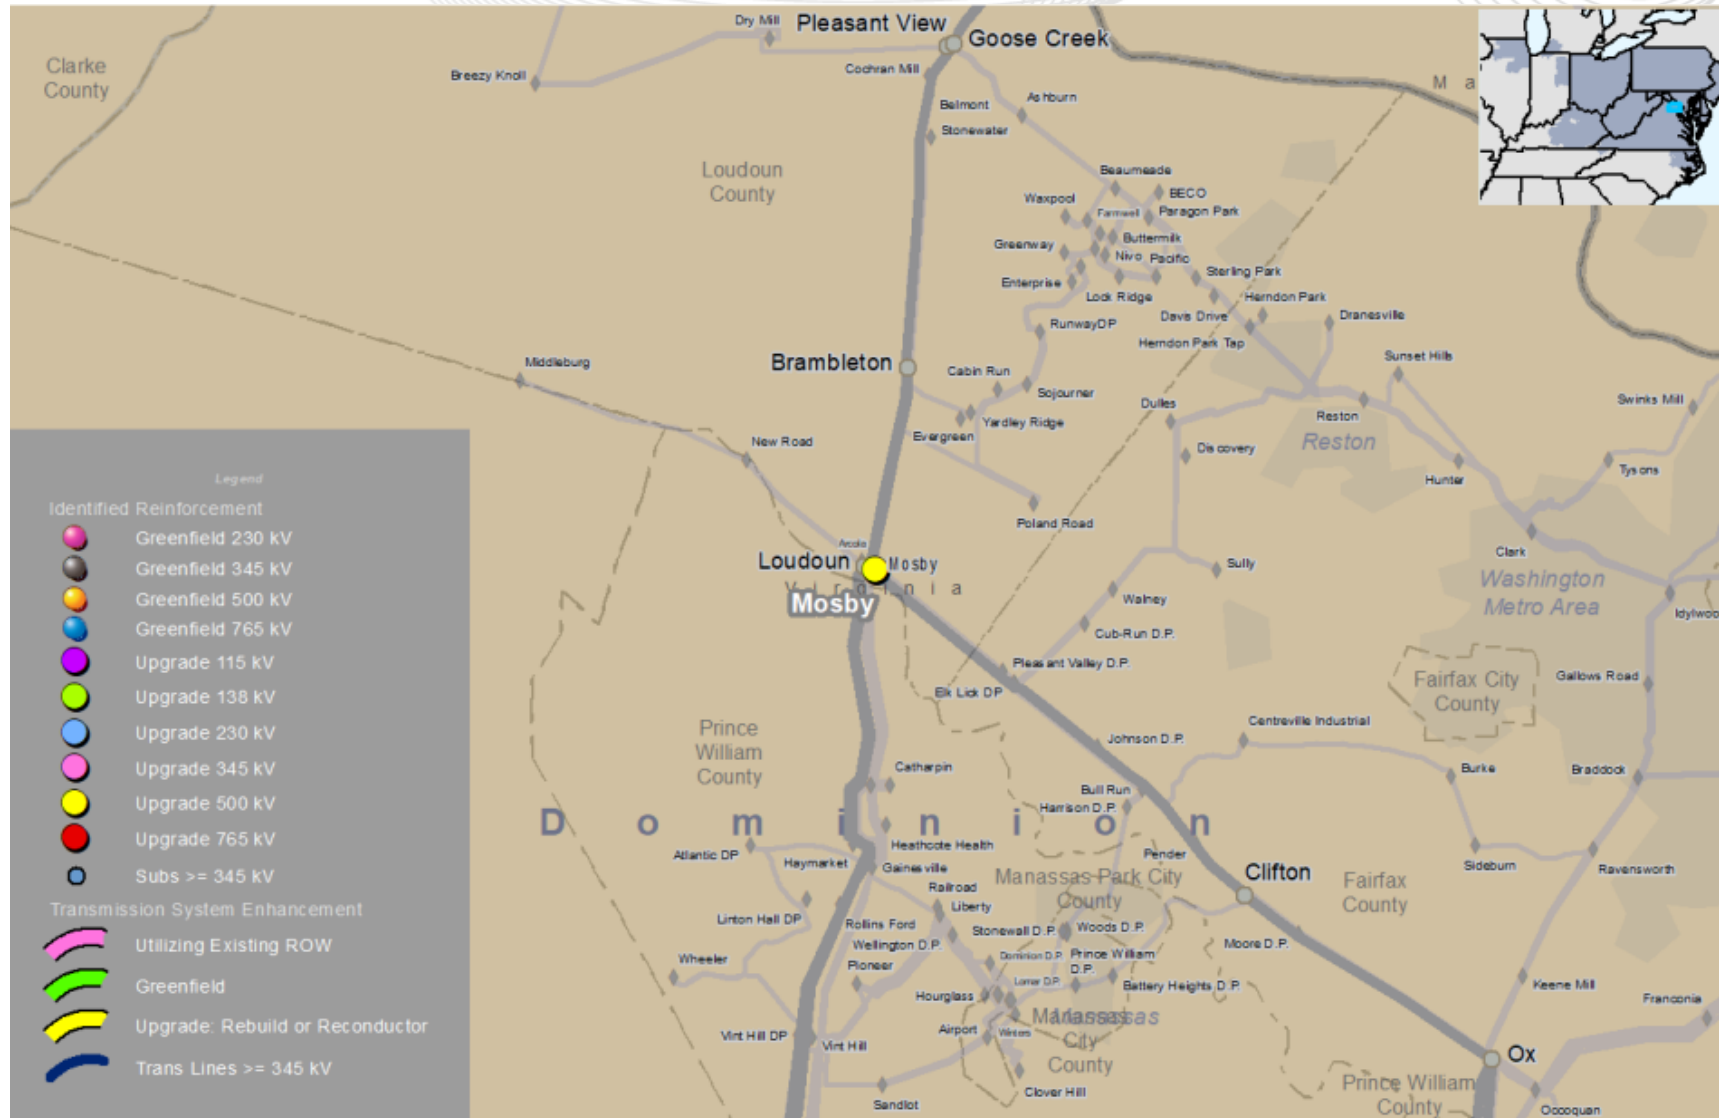 Dry Mill
Pleasant View
Goose Creek
Clarke
County
Breezy Knoll
Cochran Mill
M a
Belmont
Ashburn
Stonewater
Loudoun
County
Beaumeade
BECO
Waxpool
Farmwell
Paragon Park
Greenway
Buttermilk
Nivo
Pacific
Enterprise
Sterling Park
Lock Ridge
Herndon Park
Davis Drive
RunwayDP
Dranesville
Herndon Park Tap
Middleburg
Brambleton
Cabin Run
Sunset Hills
Sojourner
Dulles
Swinks Mill
Yardley Ridge
Reston
Evergreen
New Road
Reston
Discovery
Tysons
Hunter
Poland Road
Arcola
Loudoun
Mosby
Clark
Sully
Virginia
Mosby
Washington
Metro Area
Walney
Idylwoo
Cub-Run D.P.
Pleasant Valley D.P.
Elk Lick DP
Fairfax City
County
Gallows Road
Centreville Industrial
Prince
William
County
Johnson D.P.
Catharpin
Burke
Braddock
Bull Run
Harrison D.P.
Dominion
Atlantic DP
Haymarket
Heathcote Health
Gainesville
Pender
Sideburn
Ravensworth
Manassas Park City
County
Clifton
Fairfax
County
Railroad
Liberty
Linton Hall DP
Rollins Ford
Stonewall D.P.
Woods D.P.
Moore D.P.
Wellington D.P.
Dominion D.P.
Prince William
D.P.
Wheeler
Pioneer
Lomar D.P.
Battery Heights D.P.
Hourglass
Keene Mill
Franconia
Manassas
City
County
Manassas
Airport
Winters
Vint Hill DP
Vint Hill
Ox
Clover Hill
Prince William
County
Sandlot
Occoquan
Legend
Identified Reinforcement
Greenfield 230 kV
Greenfield 345 kV
Greenfield 500 kV
Greenfield 765 kV
Upgrade 115 kV
Upgrade 138 kV
Upgrade 230 kV
Upgrade 345 kV
Upgrade 500 kV
Upgrade 765 kV
Subs >= 345 kV
Transmission System Enhancement
Utilizing Existing ROW
Greenfield
Upgrade: Rebuild or Reconductor
Trans Lines >= 345 kV